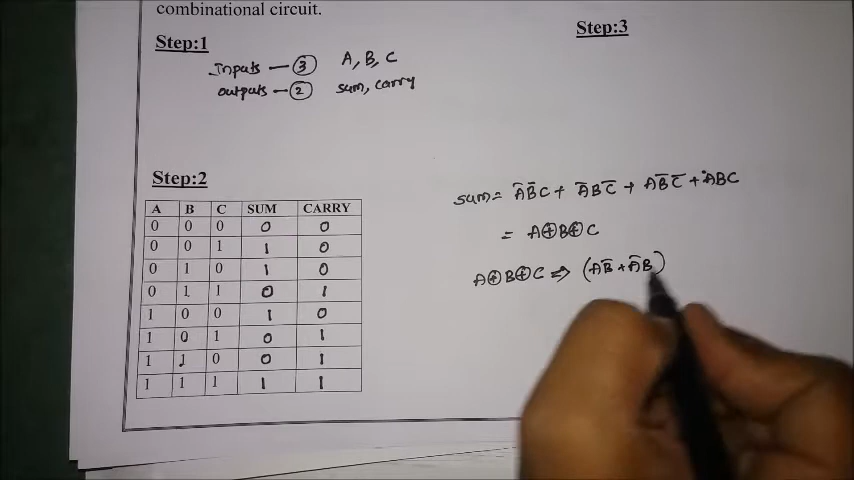 combinational circuit.
Step:1
Inputs — 3 A, B, C
outputs — 2 sum, carry
Step:2
A B C SUM CARRY
0 0 0 0 0
0 0 1 1 0
0 1 0 1 0
0 1 1 0 1
1 0 0 1 0
1 0 1 0 1
1 1 0 0 1
1 1 1 1 1
Step:3
sum = A̅B̅C + A̅BC̅ + AB̅C̅ + ABC
= A⊕B⊕C
A⊕B⊕C ⇒ (AB̅ + A̅B)